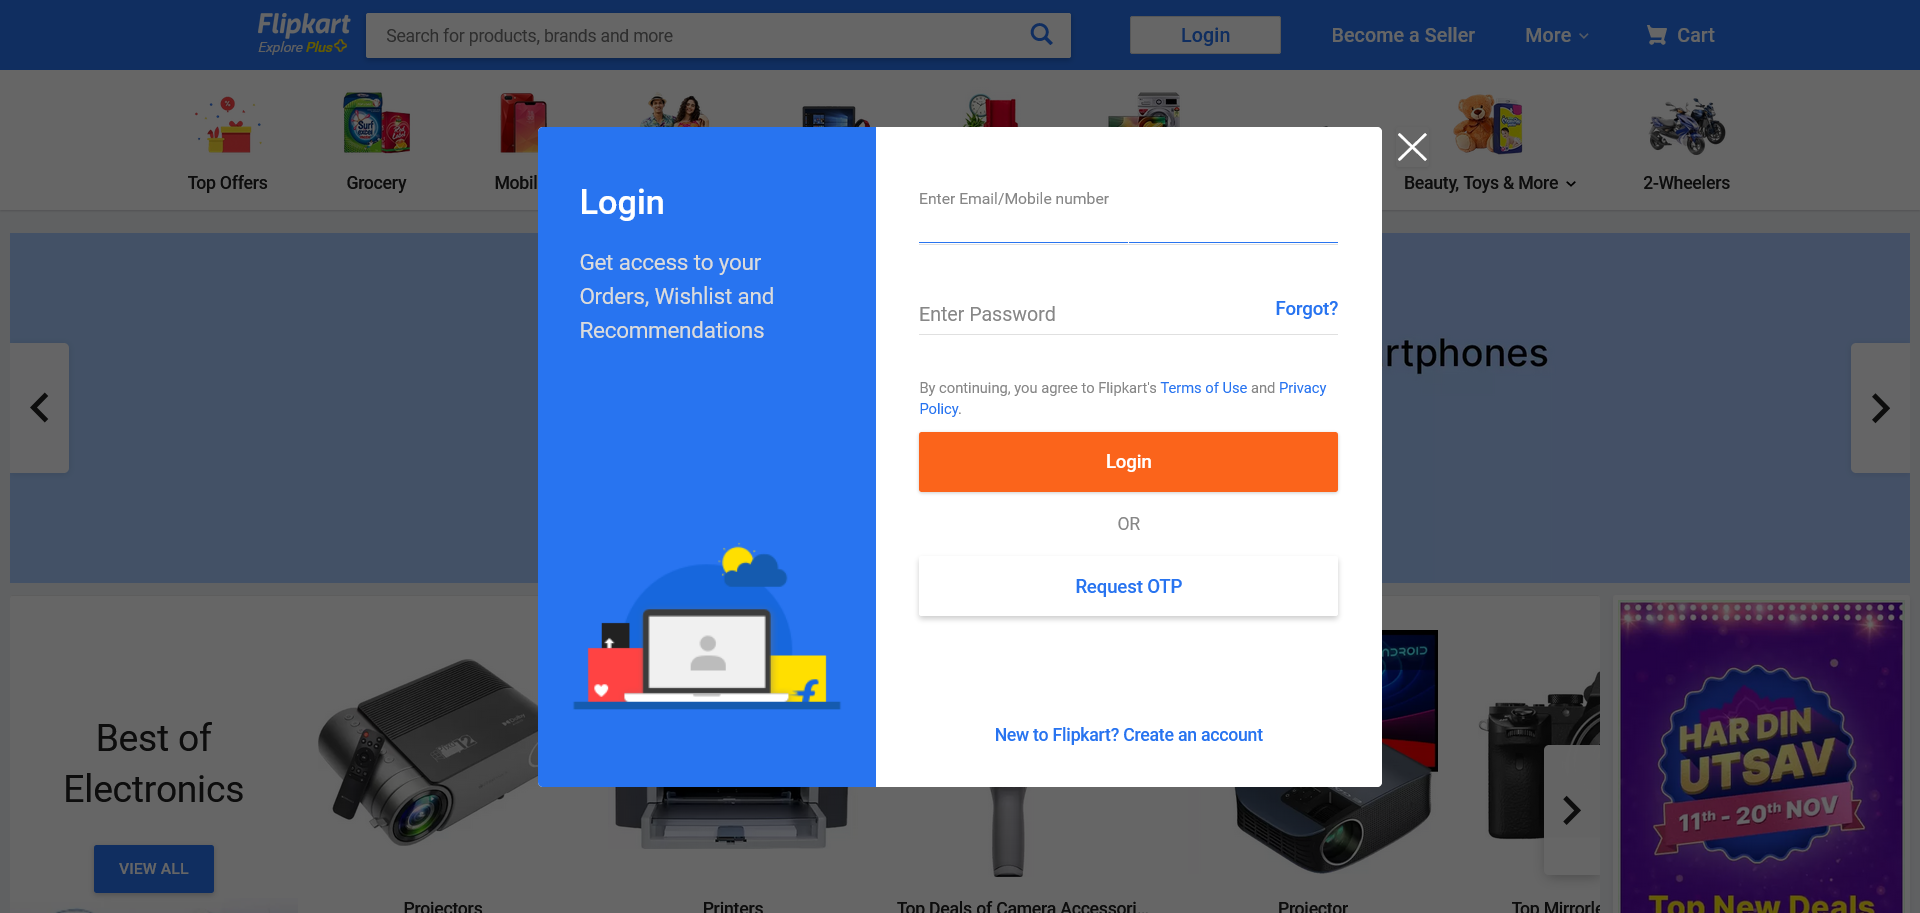 Flipkart
Explore Plus
Search for products, brands and more
Login
Become a Seller
More
Cart
Top Offers
Grocery
Mobil
Beauty, Toys & More
2-Wheelers
Login
Get access to your
Orders, Wishlist and
Recommendations
Enter Email/Mobile number
Enter Password
Forgot?
By continuing, you agree to Flipkart's Terms of Use and Privacy
Policy.
Login
OR
Request OTP
New to Flipkart? Create an account
rtphones
Best of
Electronics
VIEW ALL
Projectors
Printers
Top Deals of Camera Accessori...
Projector
Top Mirrorle
NDROID
HAR DIN
UTSAV
11th - 20th NOV
Top New Deals